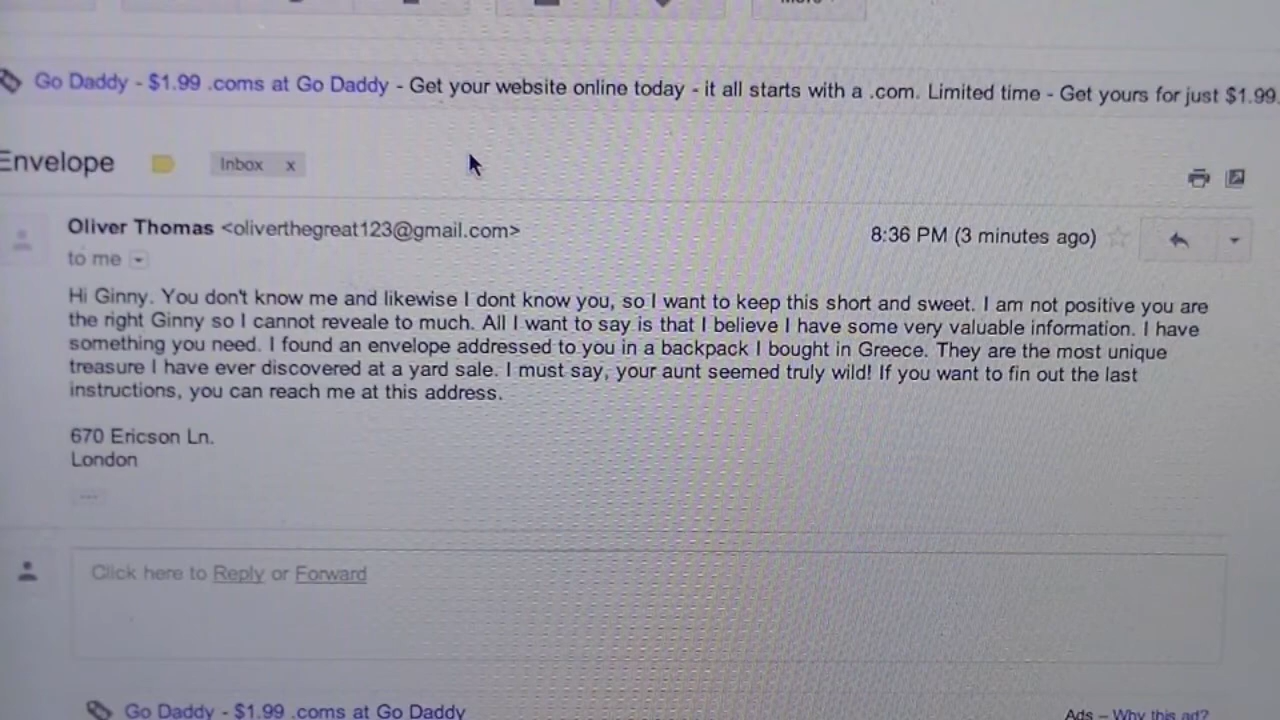 Go Daddy - $1.99 .coms at Go Daddy - Get your website online today - it all starts with a .com. Limited time - Get yours for just $1.99.
Envelope Inbox x
Oliver Thomas <oliverthegreat123@gmail.com> 8:36 PM (3 minutes ago)
to me
Hi Ginny. You don't know me and likewise I dont know you, so I want to keep this short and sweet. I am not positive you are
the right Ginny so I cannot reveale to much. All I want to say is that I believe I have some very valuable information. I have
something you need. I found an envelope addressed to you in a backpack I bought in Greece. They are the most unique
treasure I have ever discovered at a yard sale. I must say, your aunt seemed truly wild! If you want to fin out the last
instructions, you can reach me at this address.
670 Ericson Ln.
London
Click here to Reply or Forward
Go Daddy - $1.99 .coms at Go Daddy Ads – Why this ad?